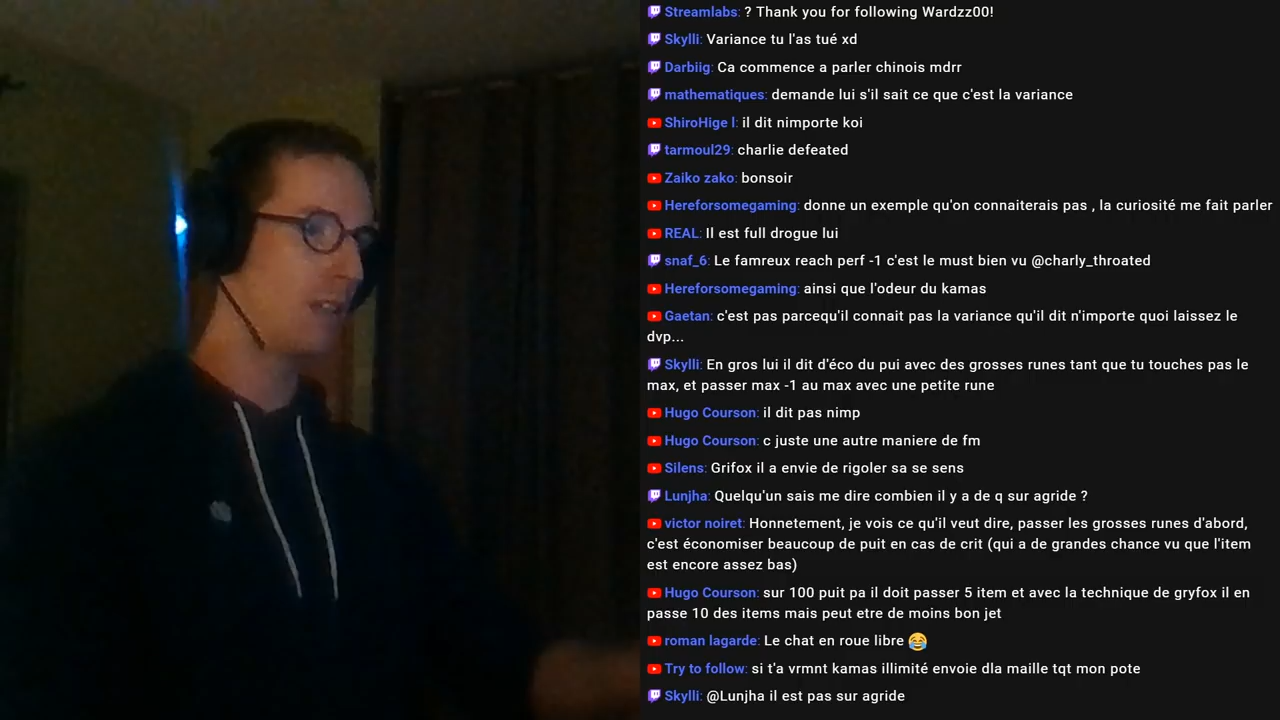 Streamlabs: ? Thank you for following Wardzz00!
Skylli: Variance tu l'as tué xd
Darbiig: Ca commence a parler chinois mdrr
mathematiques: demande lui s'il sait ce que c'est la variance
ShiroHige l: il dit nimporte koi
tarmoul29: charlie defeated
Zaiko zako: bonsoir
Hereforsomegaming: donne un exemple qu'on connaiterais pas , la curiosité me fait parler
REAL: Il est full drogue lui
snaf_6: Le famreux reach perf -1 c'est le must bien vu @charly_throated
Hereforsomegaming: ainsi que l'odeur du kamas
Gaetan: c'est pas parcequ'il connait pas la variance qu'il dit n'importe quoi laissez le
dvp...
Skylli: En gros lui il dit d'éco du pui avec des grosses runes tant que tu touches pas le
max, et passer max -1 au max avec une petite rune
Hugo Courson: il dit pas nimp
Hugo Courson: c juste une autre maniere de fm
Silens: Grifox il a envie de rigoler sa se sens
Lunjha: Quelqu'un sais me dire combien il y a de q sur agride ?
victor noiret: Honnetement, je vois ce qu'il veut dire, passer les grosses runes d'abord,
c'est économiser beaucoup de puit en cas de crit (qui a de grandes chance vu que l'item
est encore assez bas)
Hugo Courson: sur 100 puit pa il doit passer 5 item et avec la technique de gryfox il en
passe 10 des items mais peut etre de moins bon jet
roman lagarde: Le chat en roue libre 😂
Try to follow: si t'a vrmnt kamas illimité envoie dla maille tqt mon pote
Skylli: @Lunjha il est pas sur agride